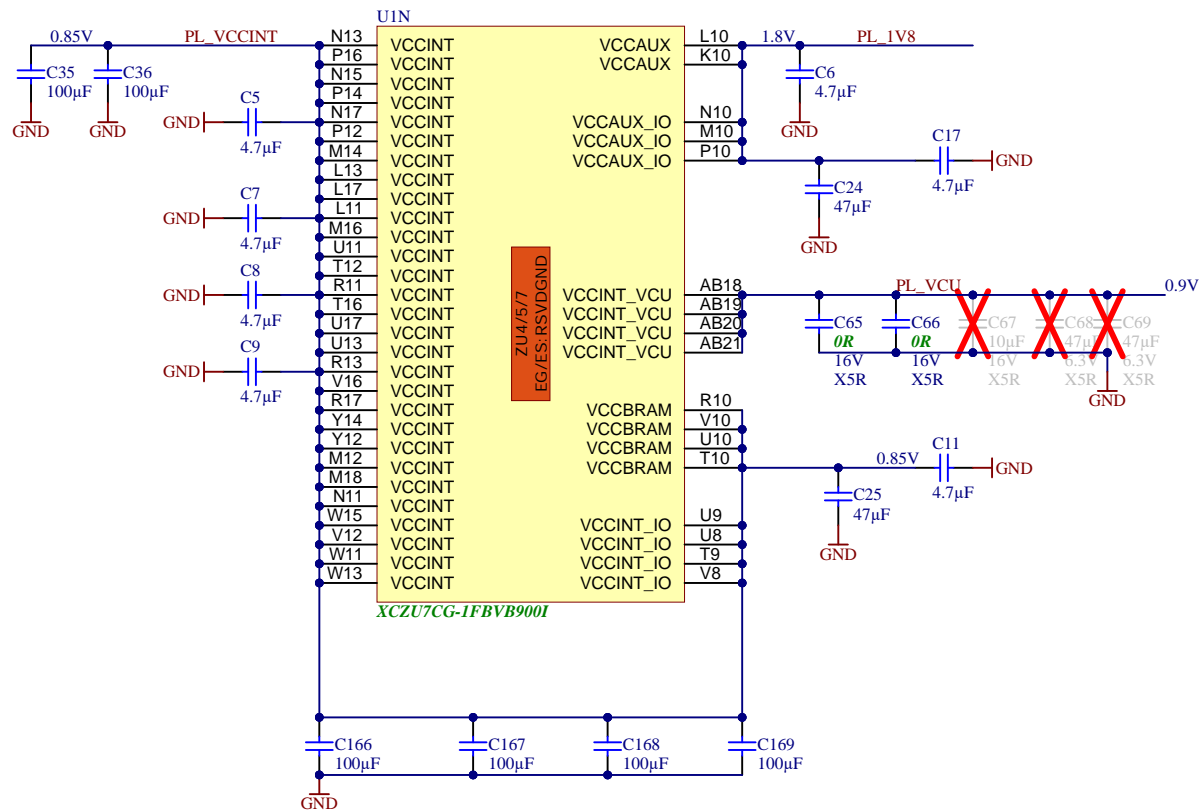 U1N
0.85V
PL_VCCINT
C35
100µF
GND
C36
100µF
GND
GND
C5
4.7µF
GND
C7
4.7µF
GND
C8
4.7µF
GND
C9
4.7µF
N13 VCCINT
P16 VCCINT
N15 VCCINT
P14 VCCINT
N17 VCCINT
P12 VCCINT
M14 VCCINT
L13 VCCINT
L17 VCCINT
L11 VCCINT
M16 VCCINT
U11 VCCINT
T12 VCCINT
R11 VCCINT
T16 VCCINT
U17 VCCINT
U13 VCCINT
R13 VCCINT
V16 VCCINT
R17 VCCINT
Y14 VCCINT
Y12 VCCINT
M12 VCCINT
M18 VCCINT
N11 VCCINT
W15 VCCINT
V12 VCCINT
W11 VCCINT
W13 VCCINT
ZU4/5/7
EG/ES:RSVDGND
VCCAUX L10
VCCAUX K10
VCCAUX_IO N10
VCCAUX_IO M10
VCCAUX_IO P10
VCCINT_VCU AB18
VCCINT_VCU AB19
VCCINT_VCU AB20
VCCINT_VCU AB21
VCCBRAM R10
VCCBRAM V10
VCCBRAM U10
VCCBRAM T10
VCCINT_IO U9
VCCINT_IO U8
VCCINT_IO T9
VCCINT_IO V8
XCZU7CG-1FBVB900I
1.8V
PL_1V8
C6
4.7µF
GND
C17
4.7µF
GND
C24
47µF
GND
PL_VCU
0.9V
C65
0R
16V
X5R
C66
0R
16V
X5R
C67
10µF
16V
X5R
C68
47µF
6.3V
X5R
C69
47µF
6.3V
X5R
GND
0.85V
C11
4.7µF
GND
C25
47µF
GND
C166
100µF
C167
100µF
C168
100µF
C169
100µF
GND